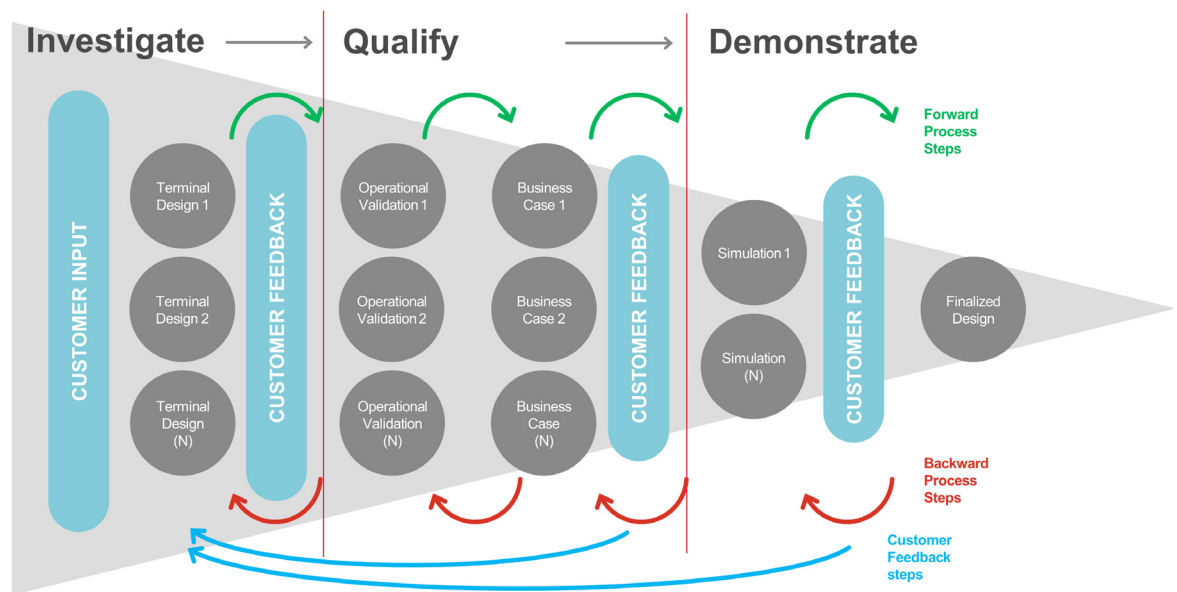 Investigate
Qualify
Demonstrate
CUSTOMER INPUT
Terminal
Design 1
Terminal
Design 2
Terminal
Design
(N)
CUSTOMER FEEDBACK
Operational
Validation 1
Operational
Validation 2
Operational
Validation
(N)
Business
Case 1
Business
Case 2
Business
Case
(N)
CUSTOMER FEEDBACK
Simulation 1
Simulation
(N)
CUSTOMER FEEDBACK
Finalized
Design
Forward
Process
Steps
Backward
Process
Steps
Customer
Feedback
steps